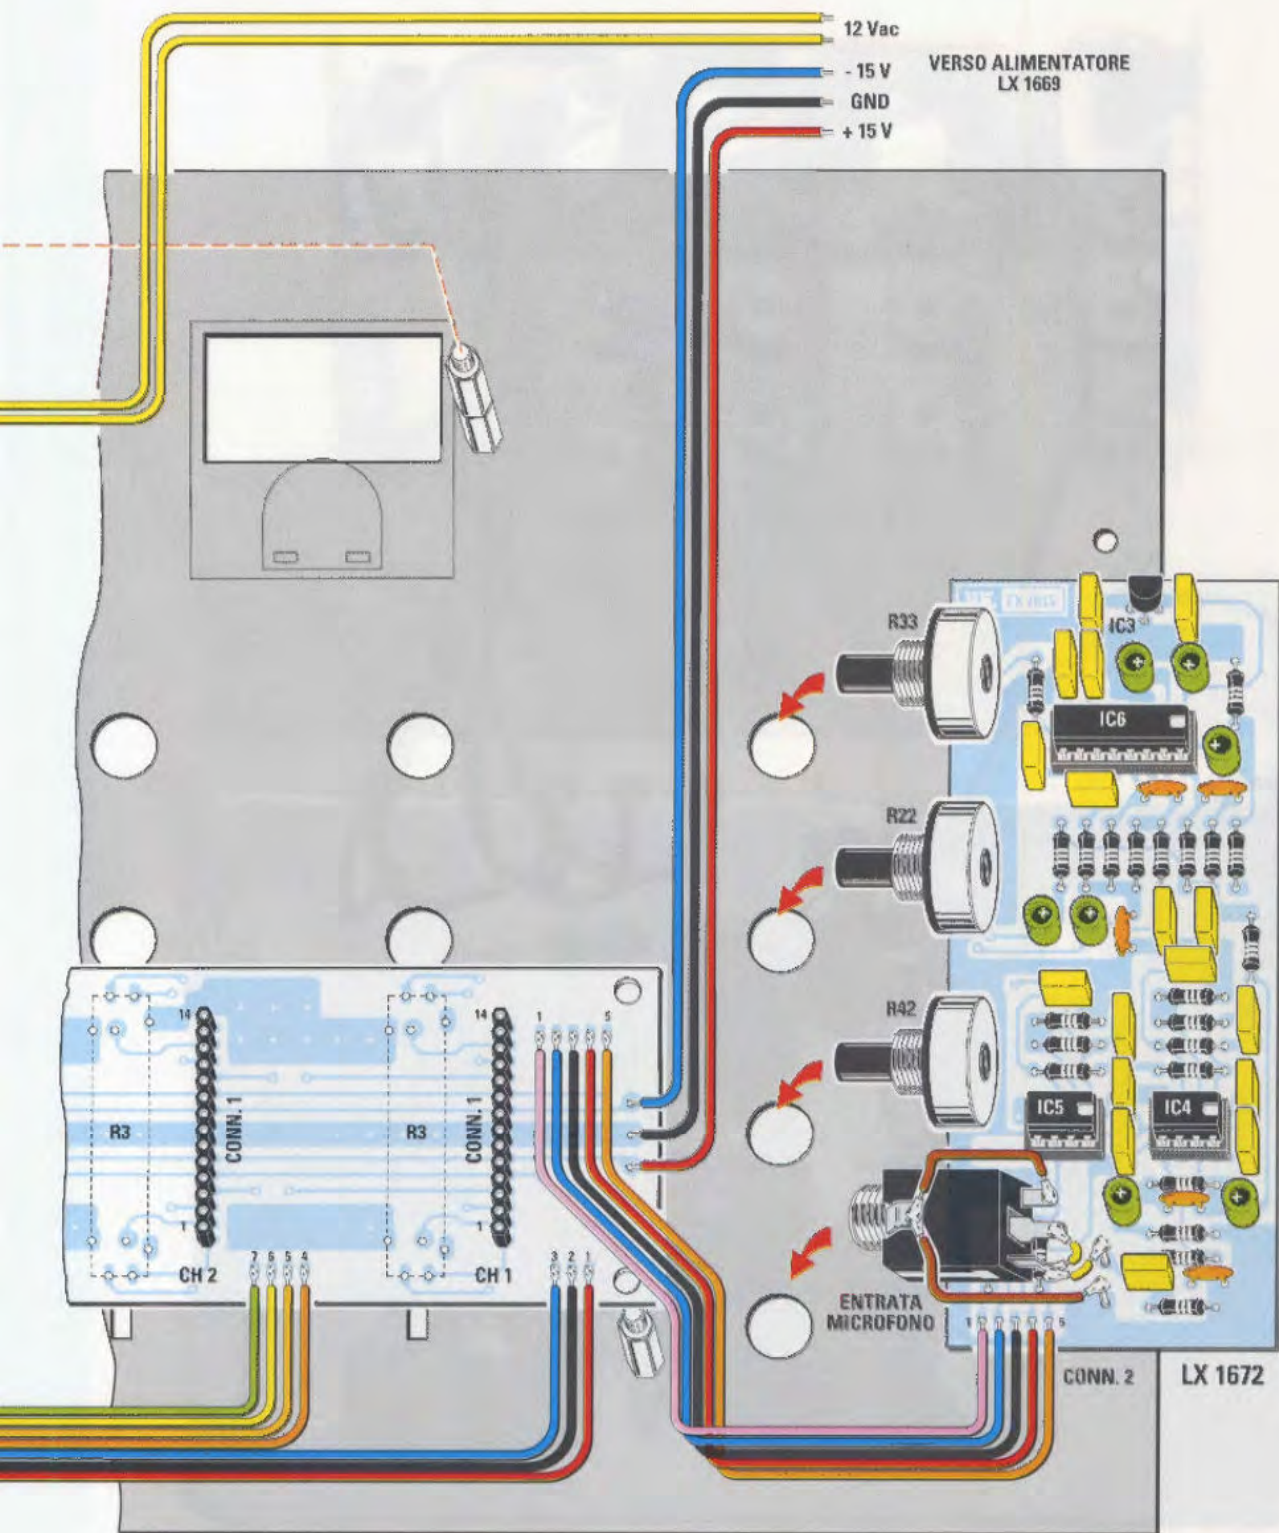 12 Vac
VERSO ALIMENTATORE
LX 1669
- 15 V
GND
+ 15 V
R33
IC3
IC6
R22
R42
IC5
IC4
14
14
1
5
R3
CONN. 1
R3
CONN. 1
1
1
CH 2
CH 1
7 6 5 4
3 2 1
ENTRATA
MICROFONO
1
5
CONN. 2
LX 1672